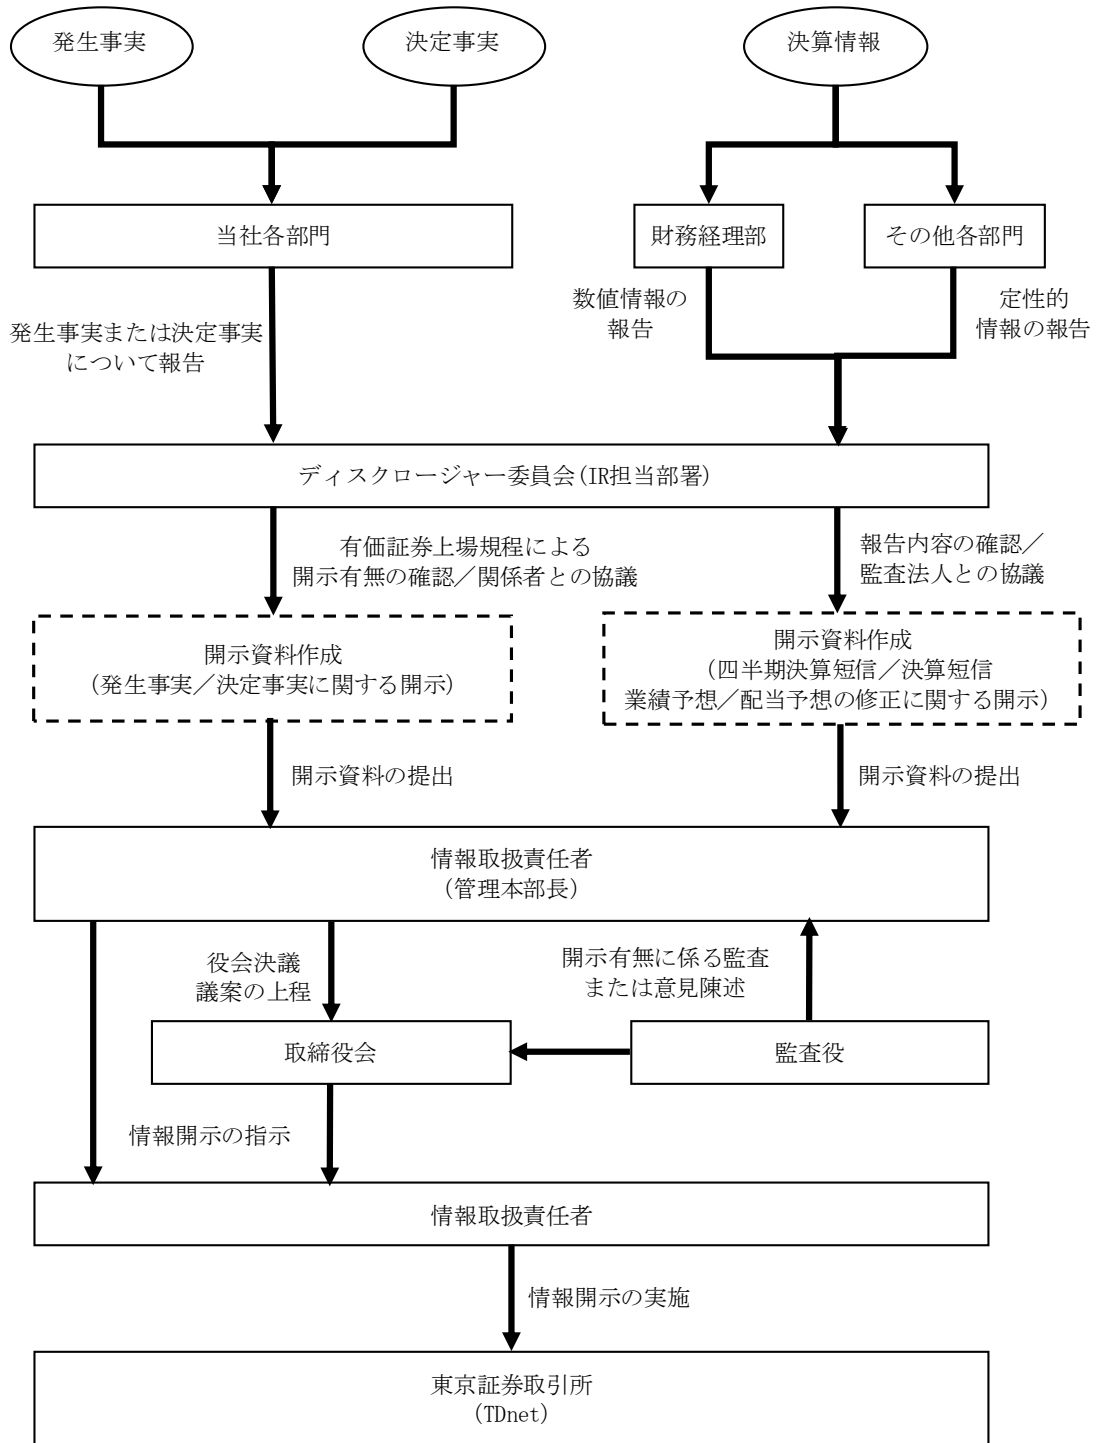 発生事実
決定事実
決算情報
当社各部門
財務経理部
その他各部門
発生事実または決定事実
について報告
数値情報の
報告
定性的
情報の報告
ディスクロージャー委員会(IR担当部署)
有価証券上場規程による
開示有無の確認／関係者との協議
報告内容の確認／
監査法人との協議
開示資料作成
（発生事実／決定事実に関する開示）
開示資料作成
（四半期決算短信／決算短信
業績予想／配当予想の修正に関する開示）
開示資料の提出
開示資料の提出
情報取扱責任者
（管理本部長）
役会決議
議案の上程
開示有無に係る監査
または意見陳述
取締役会
監査役
情報開示の指示
情報取扱責任者
情報開示の実施
東京証券取引所
（TDnet）